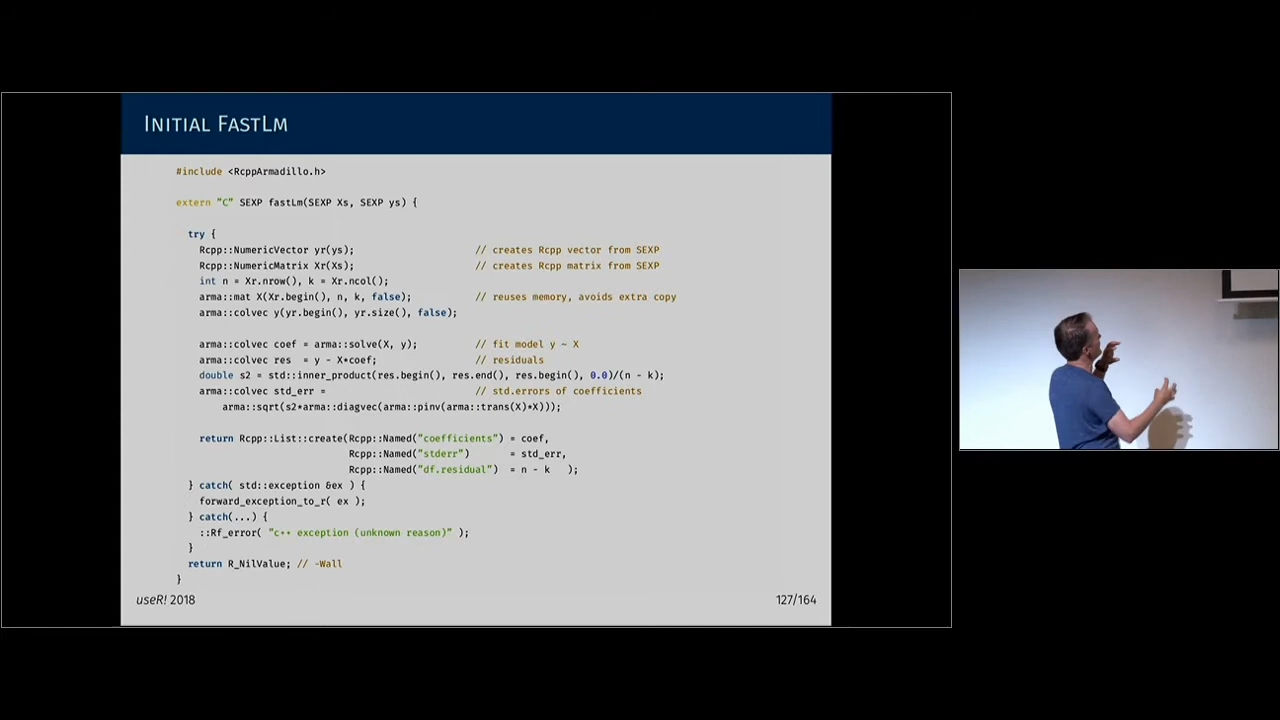 INITIAL FASTLM
#include <RcppArmadillo.h>
extern "C" SEXP fastLm(SEXP Xs, SEXP ys) {
try {
Rcpp::NumericVector yr(ys); // creates Rcpp vector from SEXP
Rcpp::NumericMatrix Xr(Xs); // creates Rcpp matrix from SEXP
int n = Xr.nrow(), k = Xr.ncol();
arma::mat X(Xr.begin(), n, k, false); // reuses memory, avoids extra copy
arma::colvec y(yr.begin(), yr.size(), false);
arma::colvec coef = arma::solve(X, y); // fit model y ~ X
arma::colvec res = y - X*coef; // residuals
double s2 = std::inner_product(res.begin(), res.end(), res.begin(), 0.0)/(n - k);
arma::colvec std_err = // std.errors of coefficients
arma::sqrt(s2*arma::diagvec(arma::pinv(arma::trans(X)*X)));
return Rcpp::List::create(Rcpp::Named("coefficients") = coef,
Rcpp::Named("stderr") = std_err,
Rcpp::Named("df.residual") = n - k );
} catch( std::exception &ex ) {
forward_exception_to_r( ex );
} catch(...) {
::Rf_error( "c++ exception (unknown reason)" );
}
return R_NilValue; // -Wall
}
useR! 2018
127/164